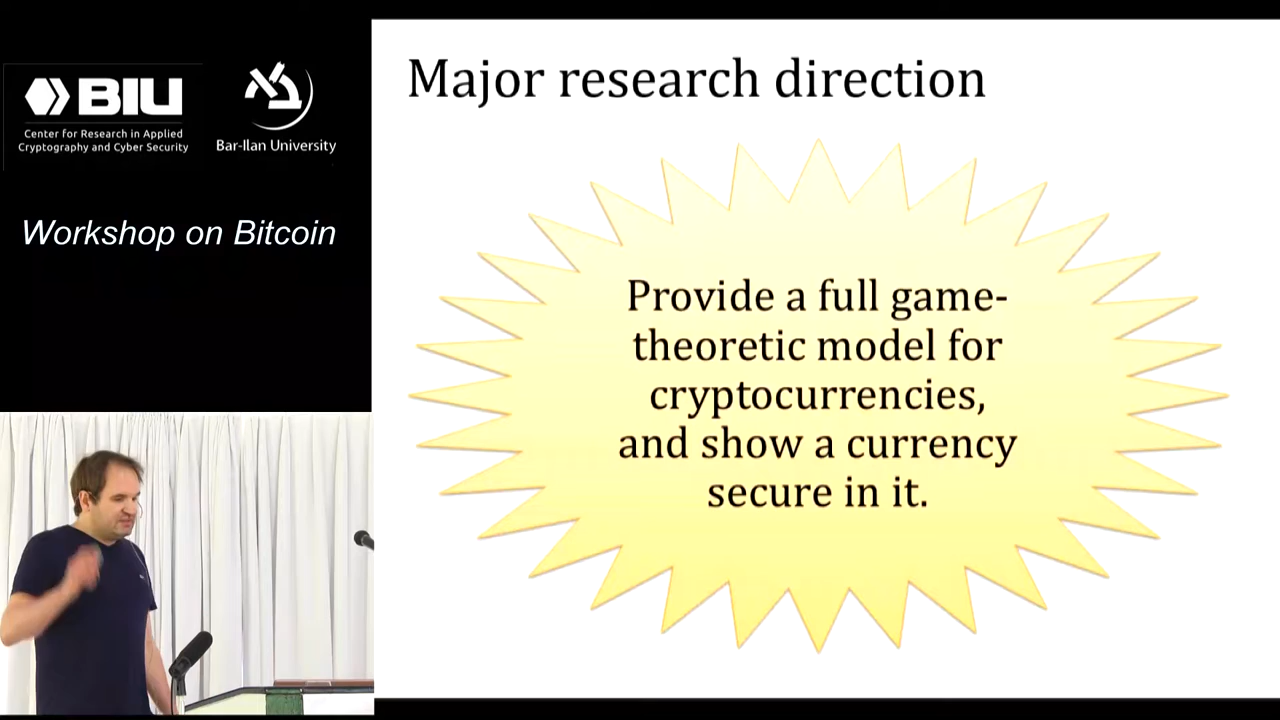 BIU
Center for Research in Applied
Cryptography and Cyber Security
Bar-Ilan University
Workshop on Bitcoin
Major research direction
Provide a full game-
theoretic model for
cryptocurrencies,
and show a currency
secure in it.